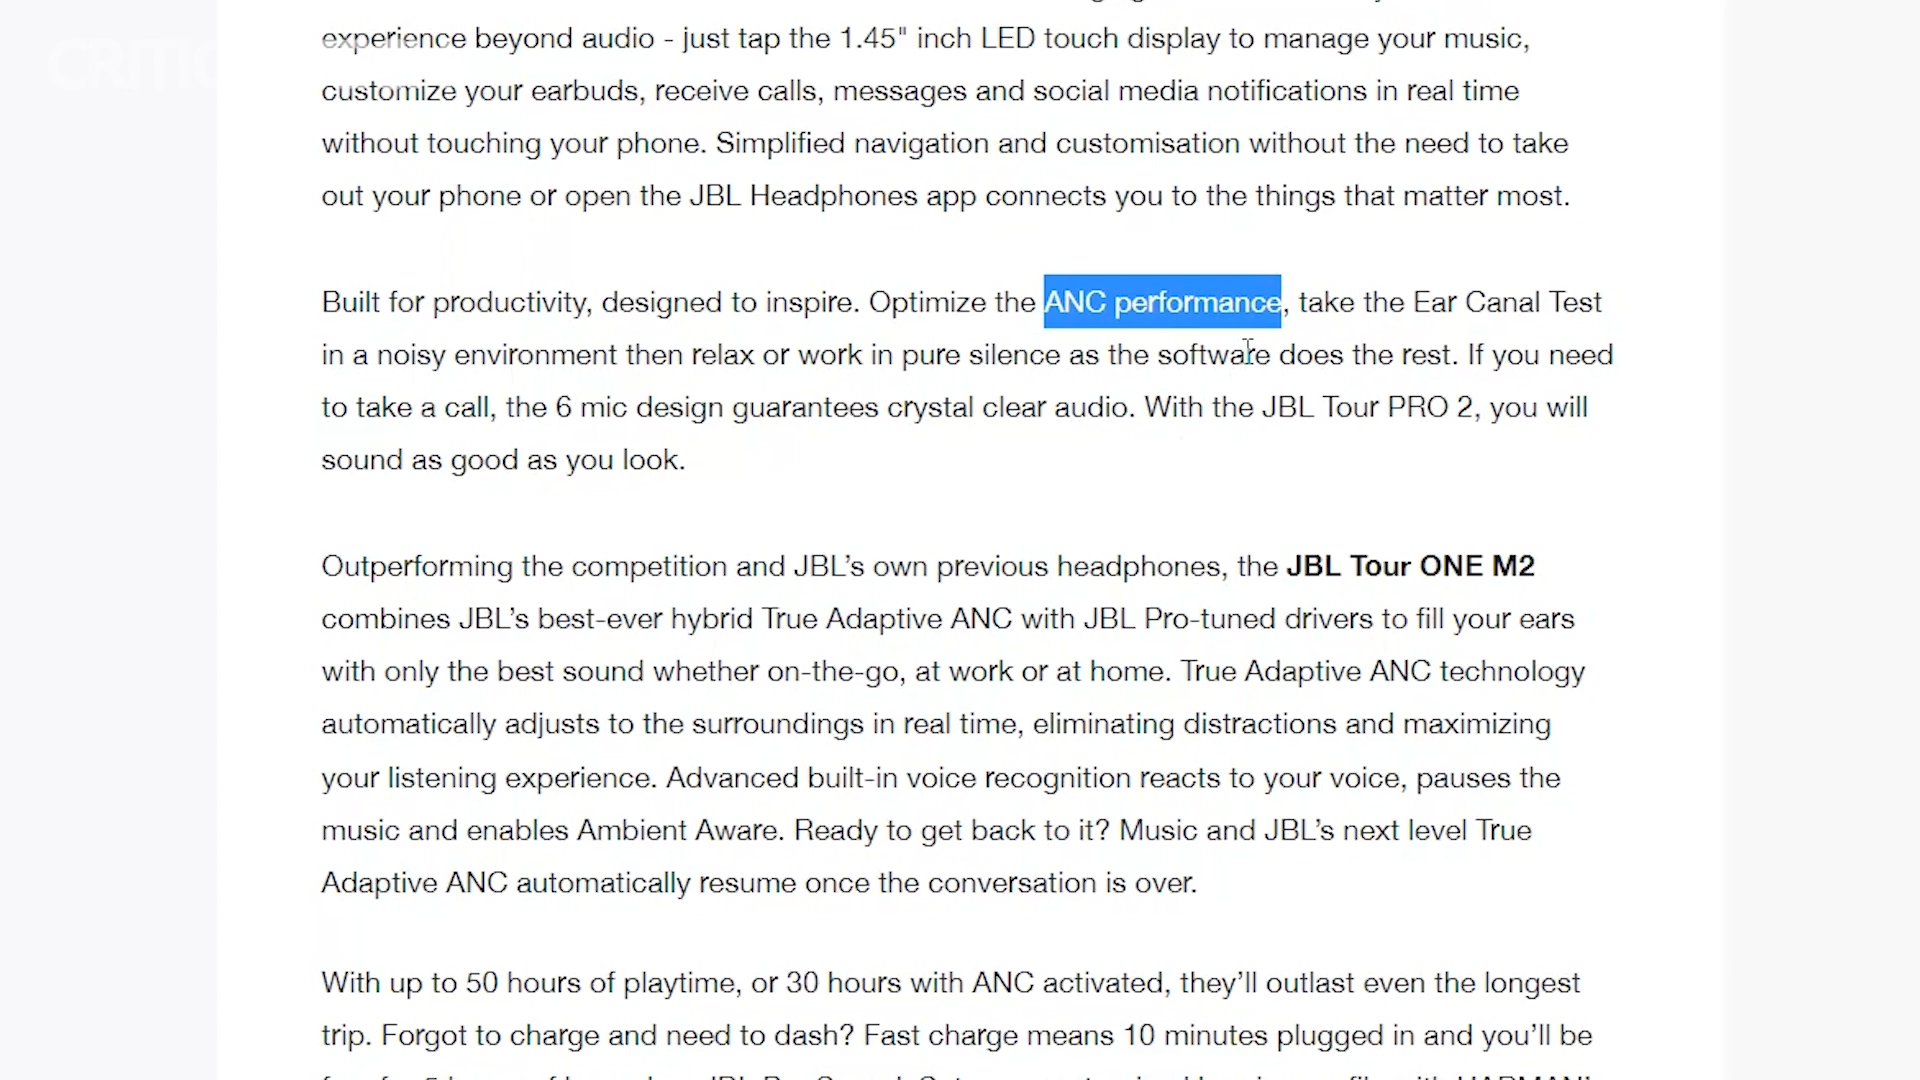 experience beyond audio - just tap the 1.45" inch LED touch display to manage your music,
customize your earbuds, receive calls, messages and social media notifications in real time
without touching your phone. Simplified navigation and customisation without the need to take
out your phone or open the JBL Headphones app connects you to the things that matter most.
Built for productivity, designed to inspire. Optimize the ANC performance, take the Ear Canal Test
in a noisy environment then relax or work in pure silence as the software does the rest. If you need
to take a call, the 6 mic design guarantees crystal clear audio. With the JBL Tour PRO 2, you will
sound as good as you look.
Outperforming the competition and JBL’s own previous headphones, the JBL Tour ONE M2
combines JBL’s best-ever hybrid True Adaptive ANC with JBL Pro-tuned drivers to fill your ears
with only the best sound whether on-the-go, at work or at home. True Adaptive ANC technology
automatically adjusts to the surroundings in real time, eliminating distractions and maximizing
your listening experience. Advanced built-in voice recognition reacts to your voice, pauses the
music and enables Ambient Aware. Ready to get back to it? Music and JBL’s next level True
Adaptive ANC automatically resume once the conversation is over.
With up to 50 hours of playtime, or 30 hours with ANC activated, they’ll outlast even the longest
trip. Forgot to charge and need to dash? Fast charge means 10 minutes plugged in and you’ll be